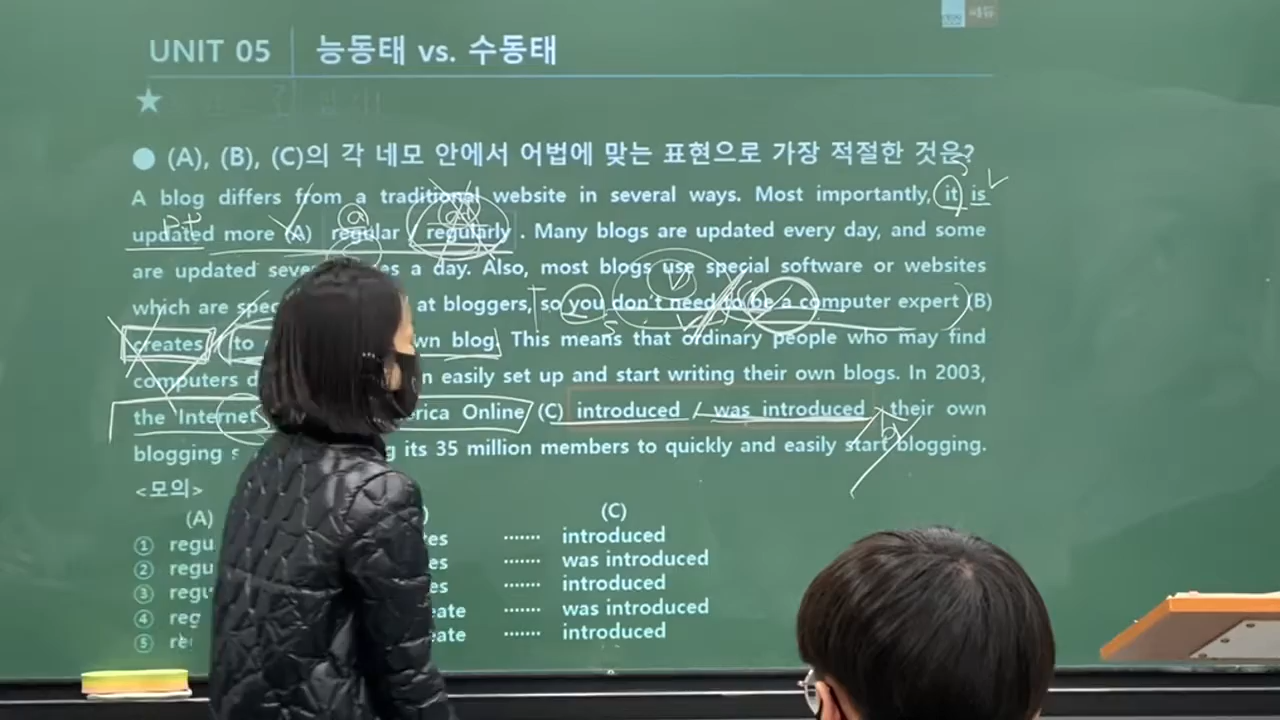 UNIT 05 능동태 vs. 수동태
★
● (A), (B), (C)의 각 네모 안에서 어법에 맞는 표현으로 가장 적절한 것은?
A blog differs from a traditional website in several ways. Most importantly, it is
p.p
updated more (A) regular / regularly . Many blogs are updated every day, and some
are updated seve es a day. Also, most blogs use special software or websites
which are spec at bloggers, so you don't need to be a computer expert (B)
creates / to wn blog. This means that ordinary people who may find
computers d n easily set up and start writing their own blogs. In 2003,
the Internet erica Online (C) introduced / was introduced their own
blogging s g its 35 million members to quickly and easily start blogging.
<모의>
(A) ) (C)
① regu es ······· introduced
② regu es ······· was introduced
③ regu es ······· introduced
④ reg eate ······· was introduced
⑤ re eate ······· introduced